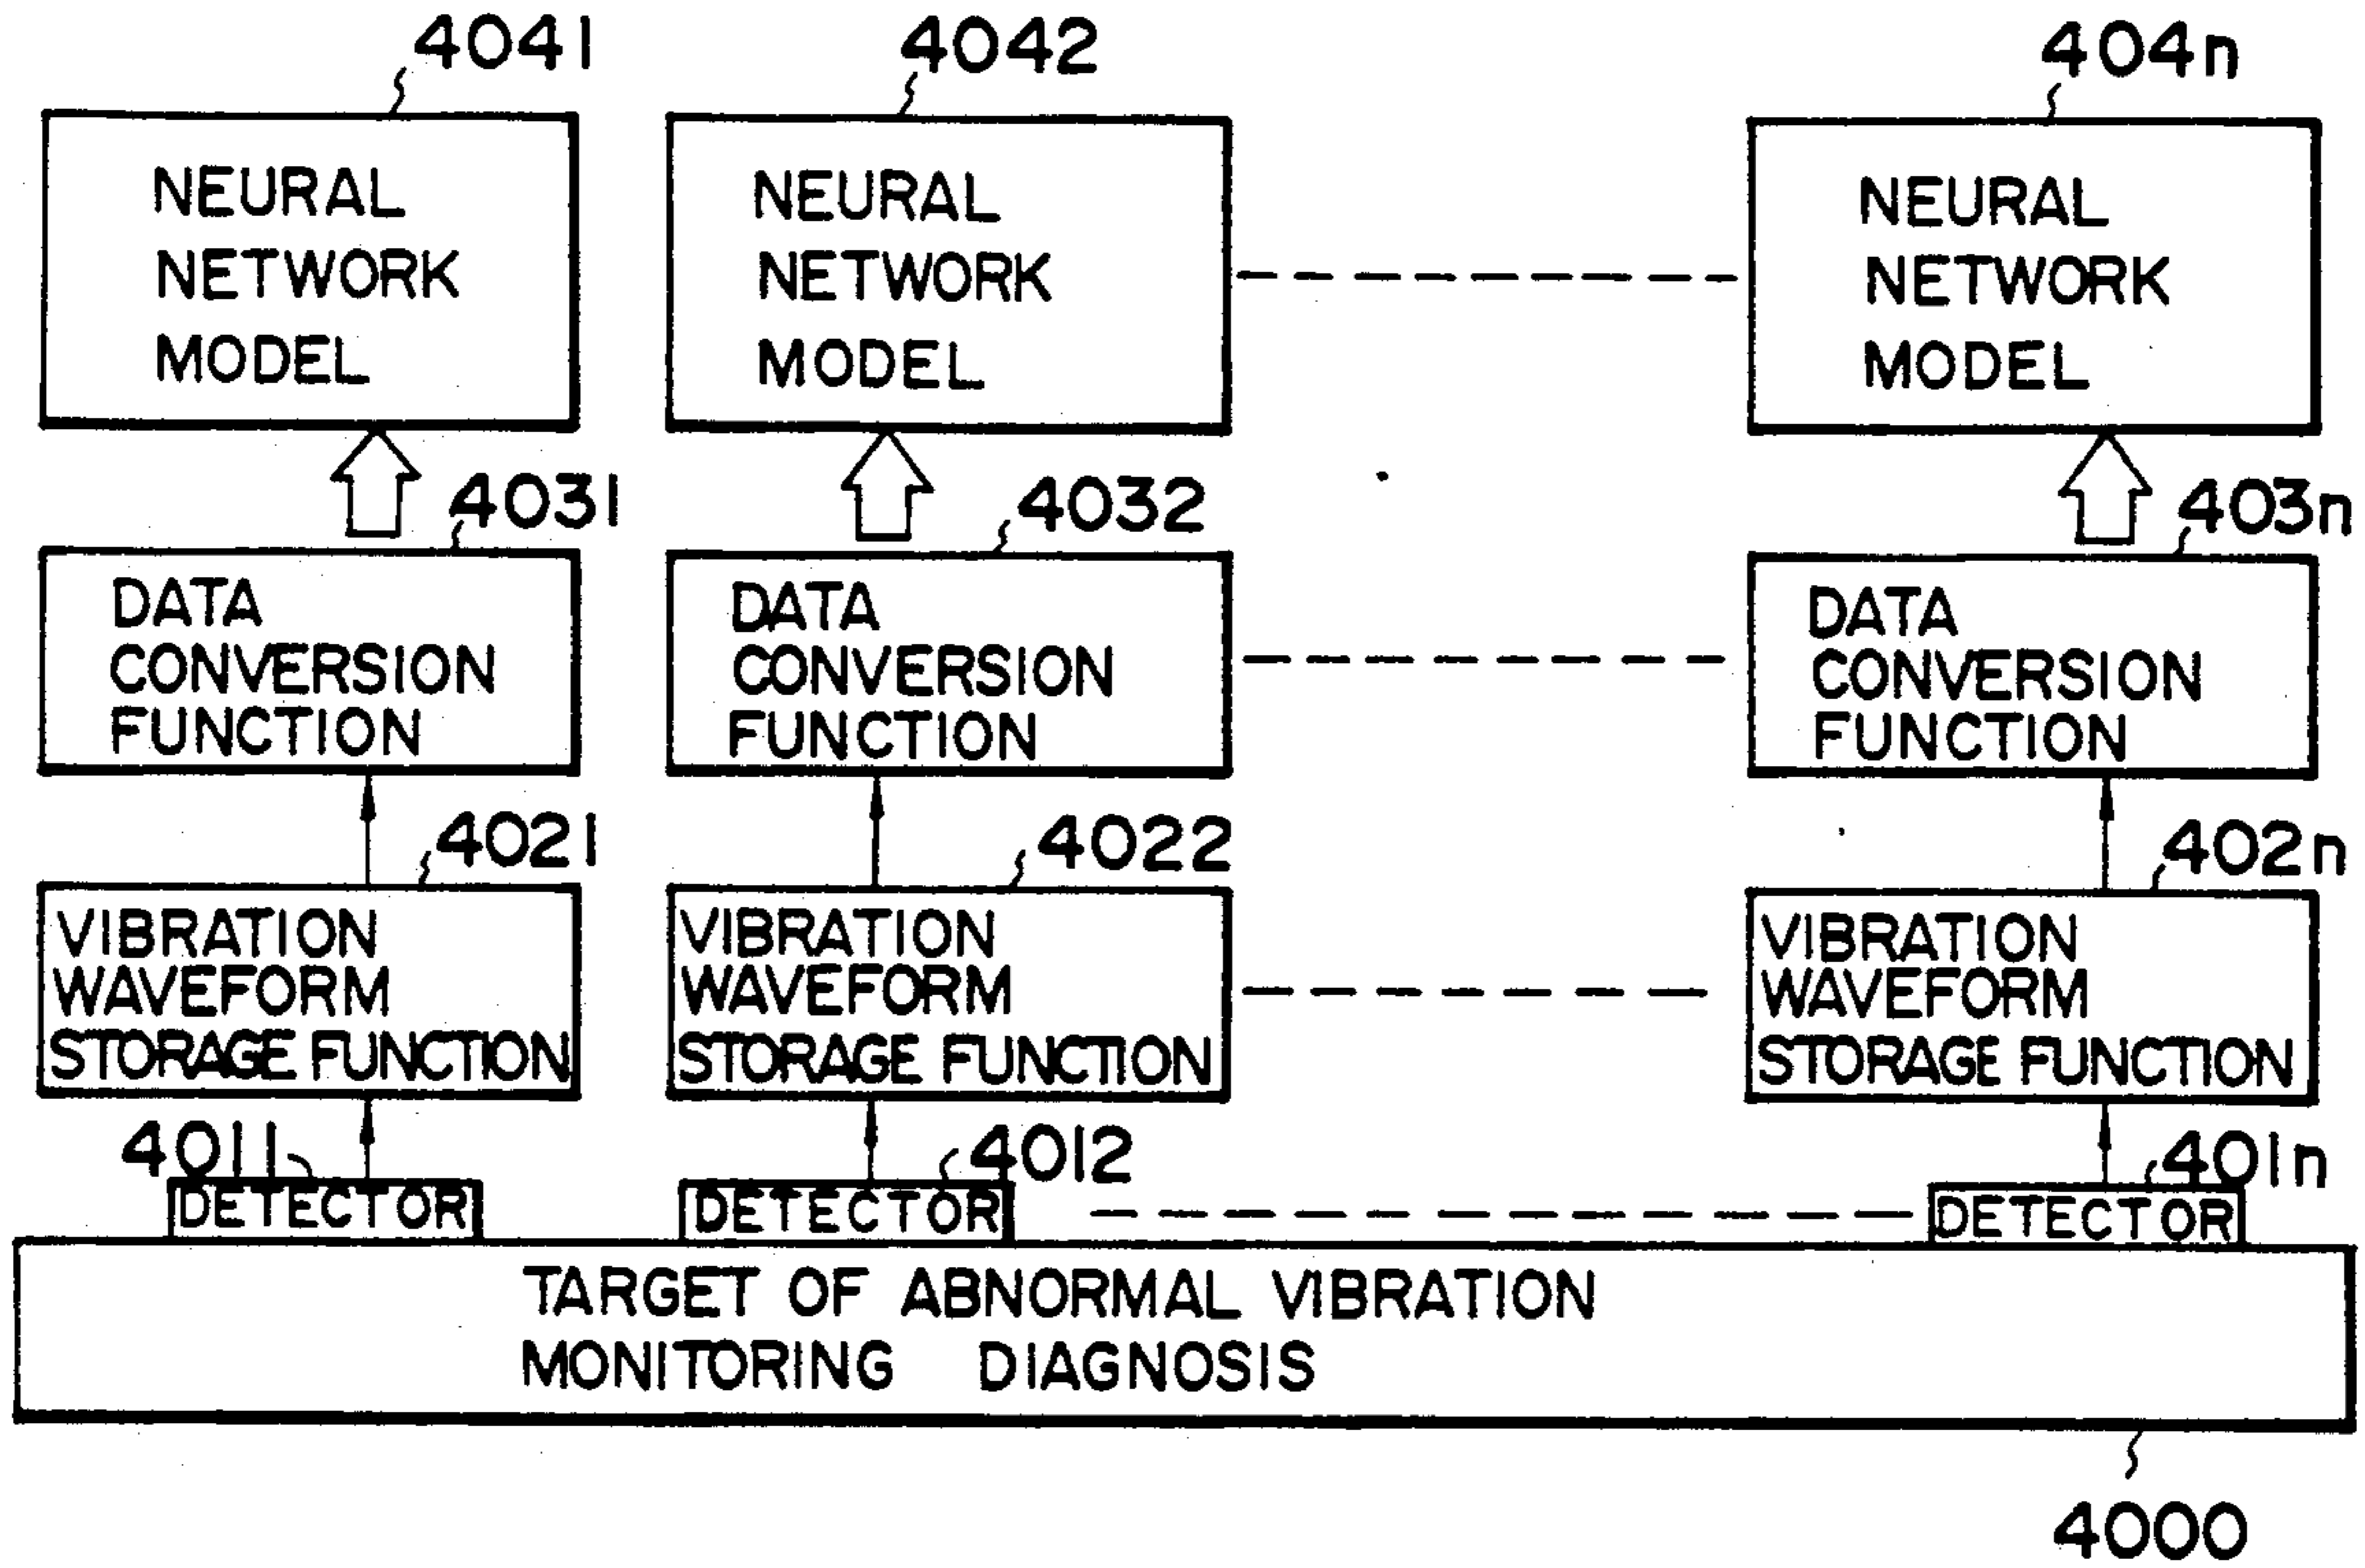 4041
4042
404n
NEURAL
NETWORK
MODEL
NEURAL
NETWORK
MODEL
NEURAL
NETWORK
MODEL
4031
4032
403n
DATA
CONVERSION
FUNCTION
DATA
CONVERSION
FUNCTION
DATA
CONVERSION
FUNCTION
4021
4022
402n
VIBRATION
WAVEFORM
STORAGE FUNCTION
VIBRATION
WAVEFORM
STORAGE FUNCTION
VIBRATION
WAVEFORM
STORAGE FUNCTION
4011
4012
401n
DETECTOR
DETECTOR
DETECTOR
TARGET OF ABNORMAL VIBRATION
MONITORING DIAGNOSIS
4000